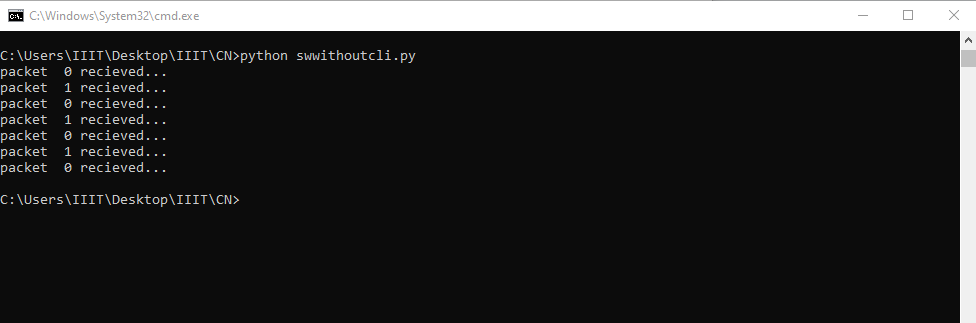 C:\Windows\System32\cmd.exe
C:\Users\IIIT\Desktop\IIIT\CN>python swwithoutcli.py
packet  0 recieved...
packet  1 recieved...
packet  0 recieved...
packet  1 recieved...
packet  0 recieved...
packet  1 recieved...
packet  0 recieved...
C:\Users\IIIT\Desktop\IIIT\CN>